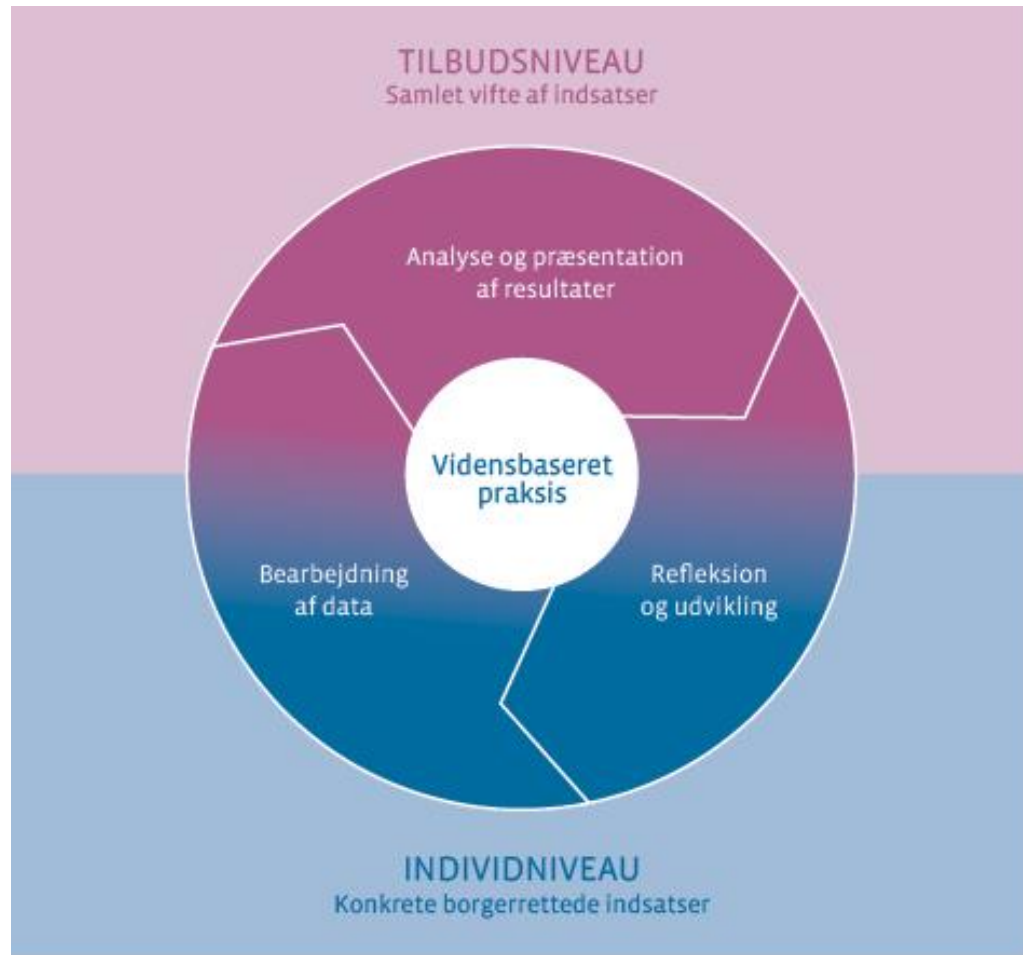 TILBUDSNIVEAU
Samlet vifte af indsatser
Analyse og præsentation
af resultater
Vidensbaseret
praksis
Bearbejdning
af data
Refleksion
og udvikling
INDIVIDNIVEAU
Konkrete borgerrettede indsatser